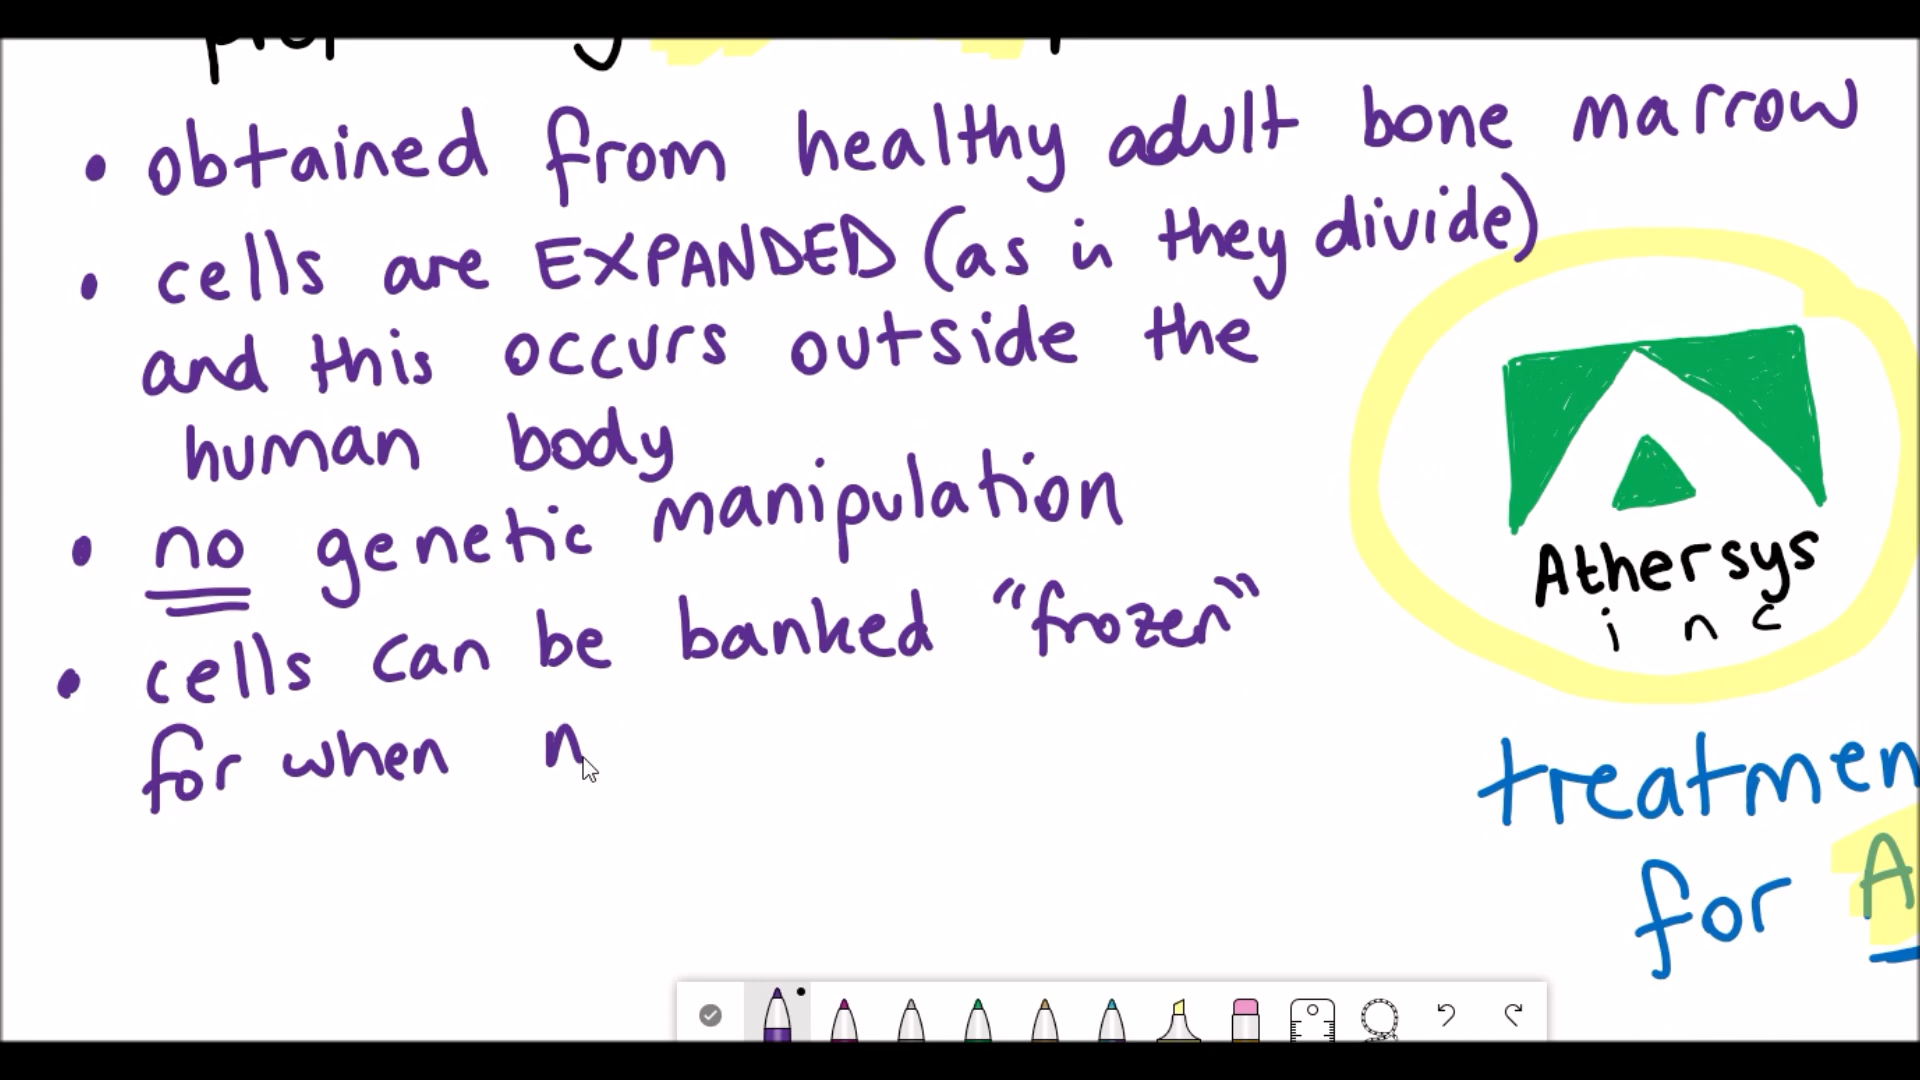 • obtained from healthy adult bone marrow
• cells are EXPANDED (as in they divide)
and this occurs outside the
human body
• no genetic manipulation
• cells can be banked "frozen"
for when n
Athersys
inc
treatmen
for A